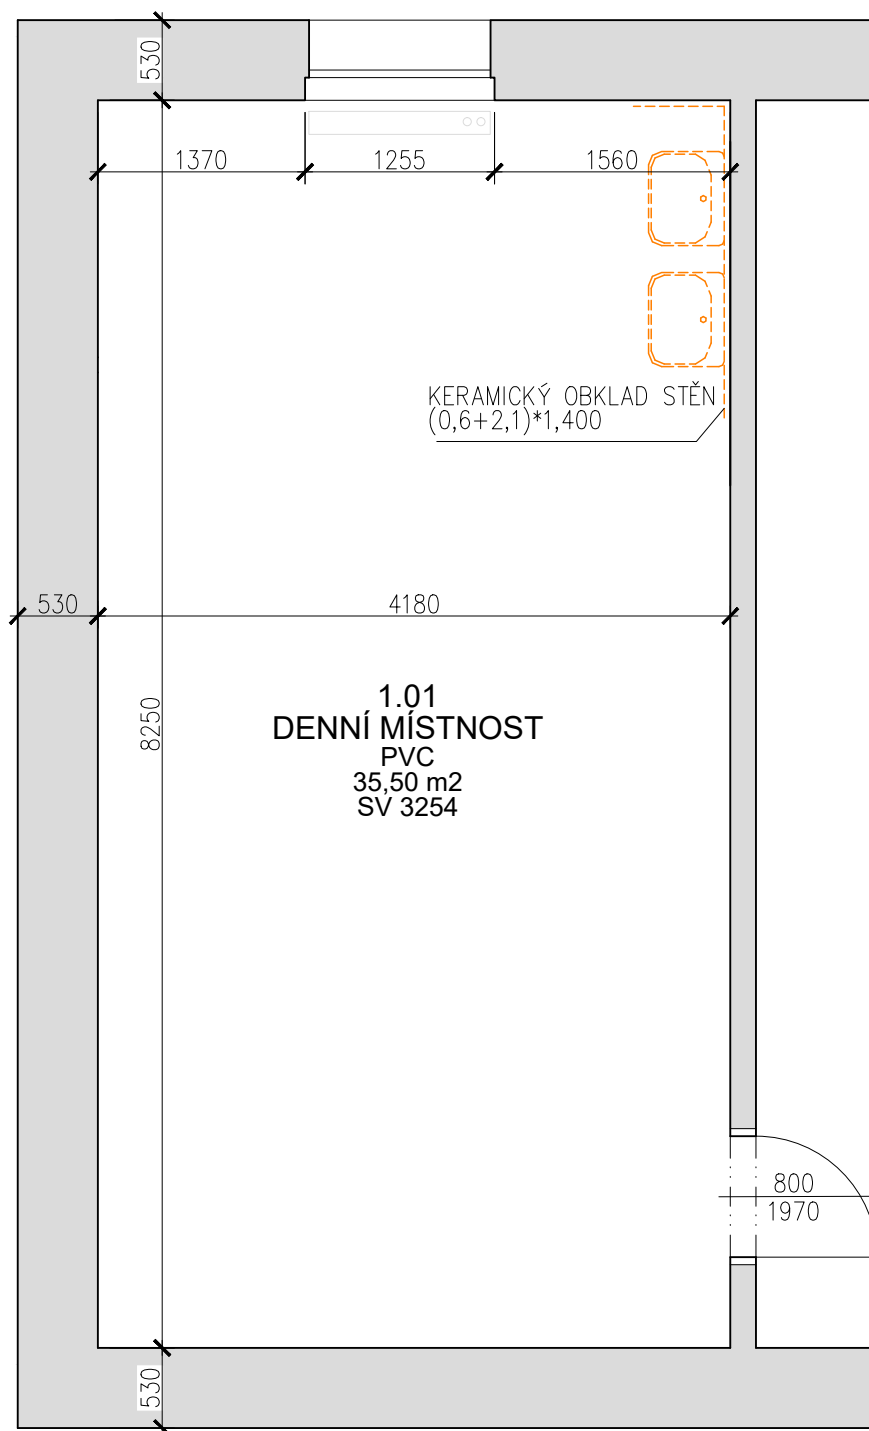 530
1370
1255
1560
KERAMICKÝ OBKLAD STĚN
(0,6+2,1)*1,400
530
4180
8250
1.01
DENNÍ MÍSTNOST
PVC
35,50 m2
SV 3254
800
1970
530